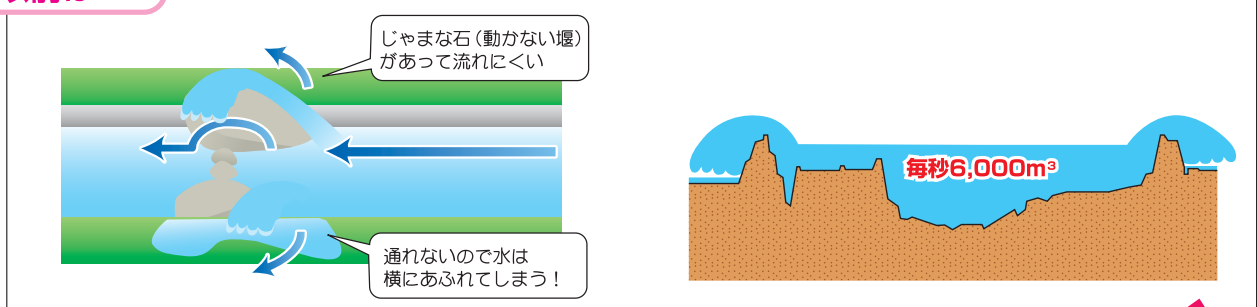 じゃまな石（動かない堰）
があって流れにくい
毎秒6,000m³
通れないので水は
横にあふれてしまう！